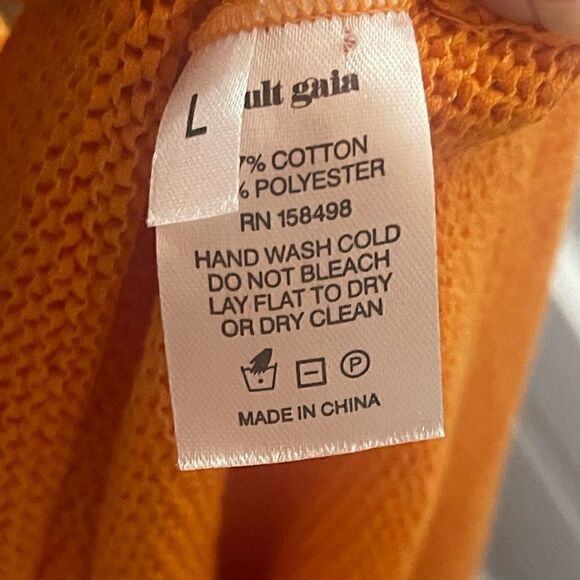 L
ult gaia
7% COTTON
% POLYESTER
RN 158498
HAND WASH COLD
DO NOT BLEACH
LAY FLAT TO DRY
OR DRY CLEAN
P
MADE IN CHINA